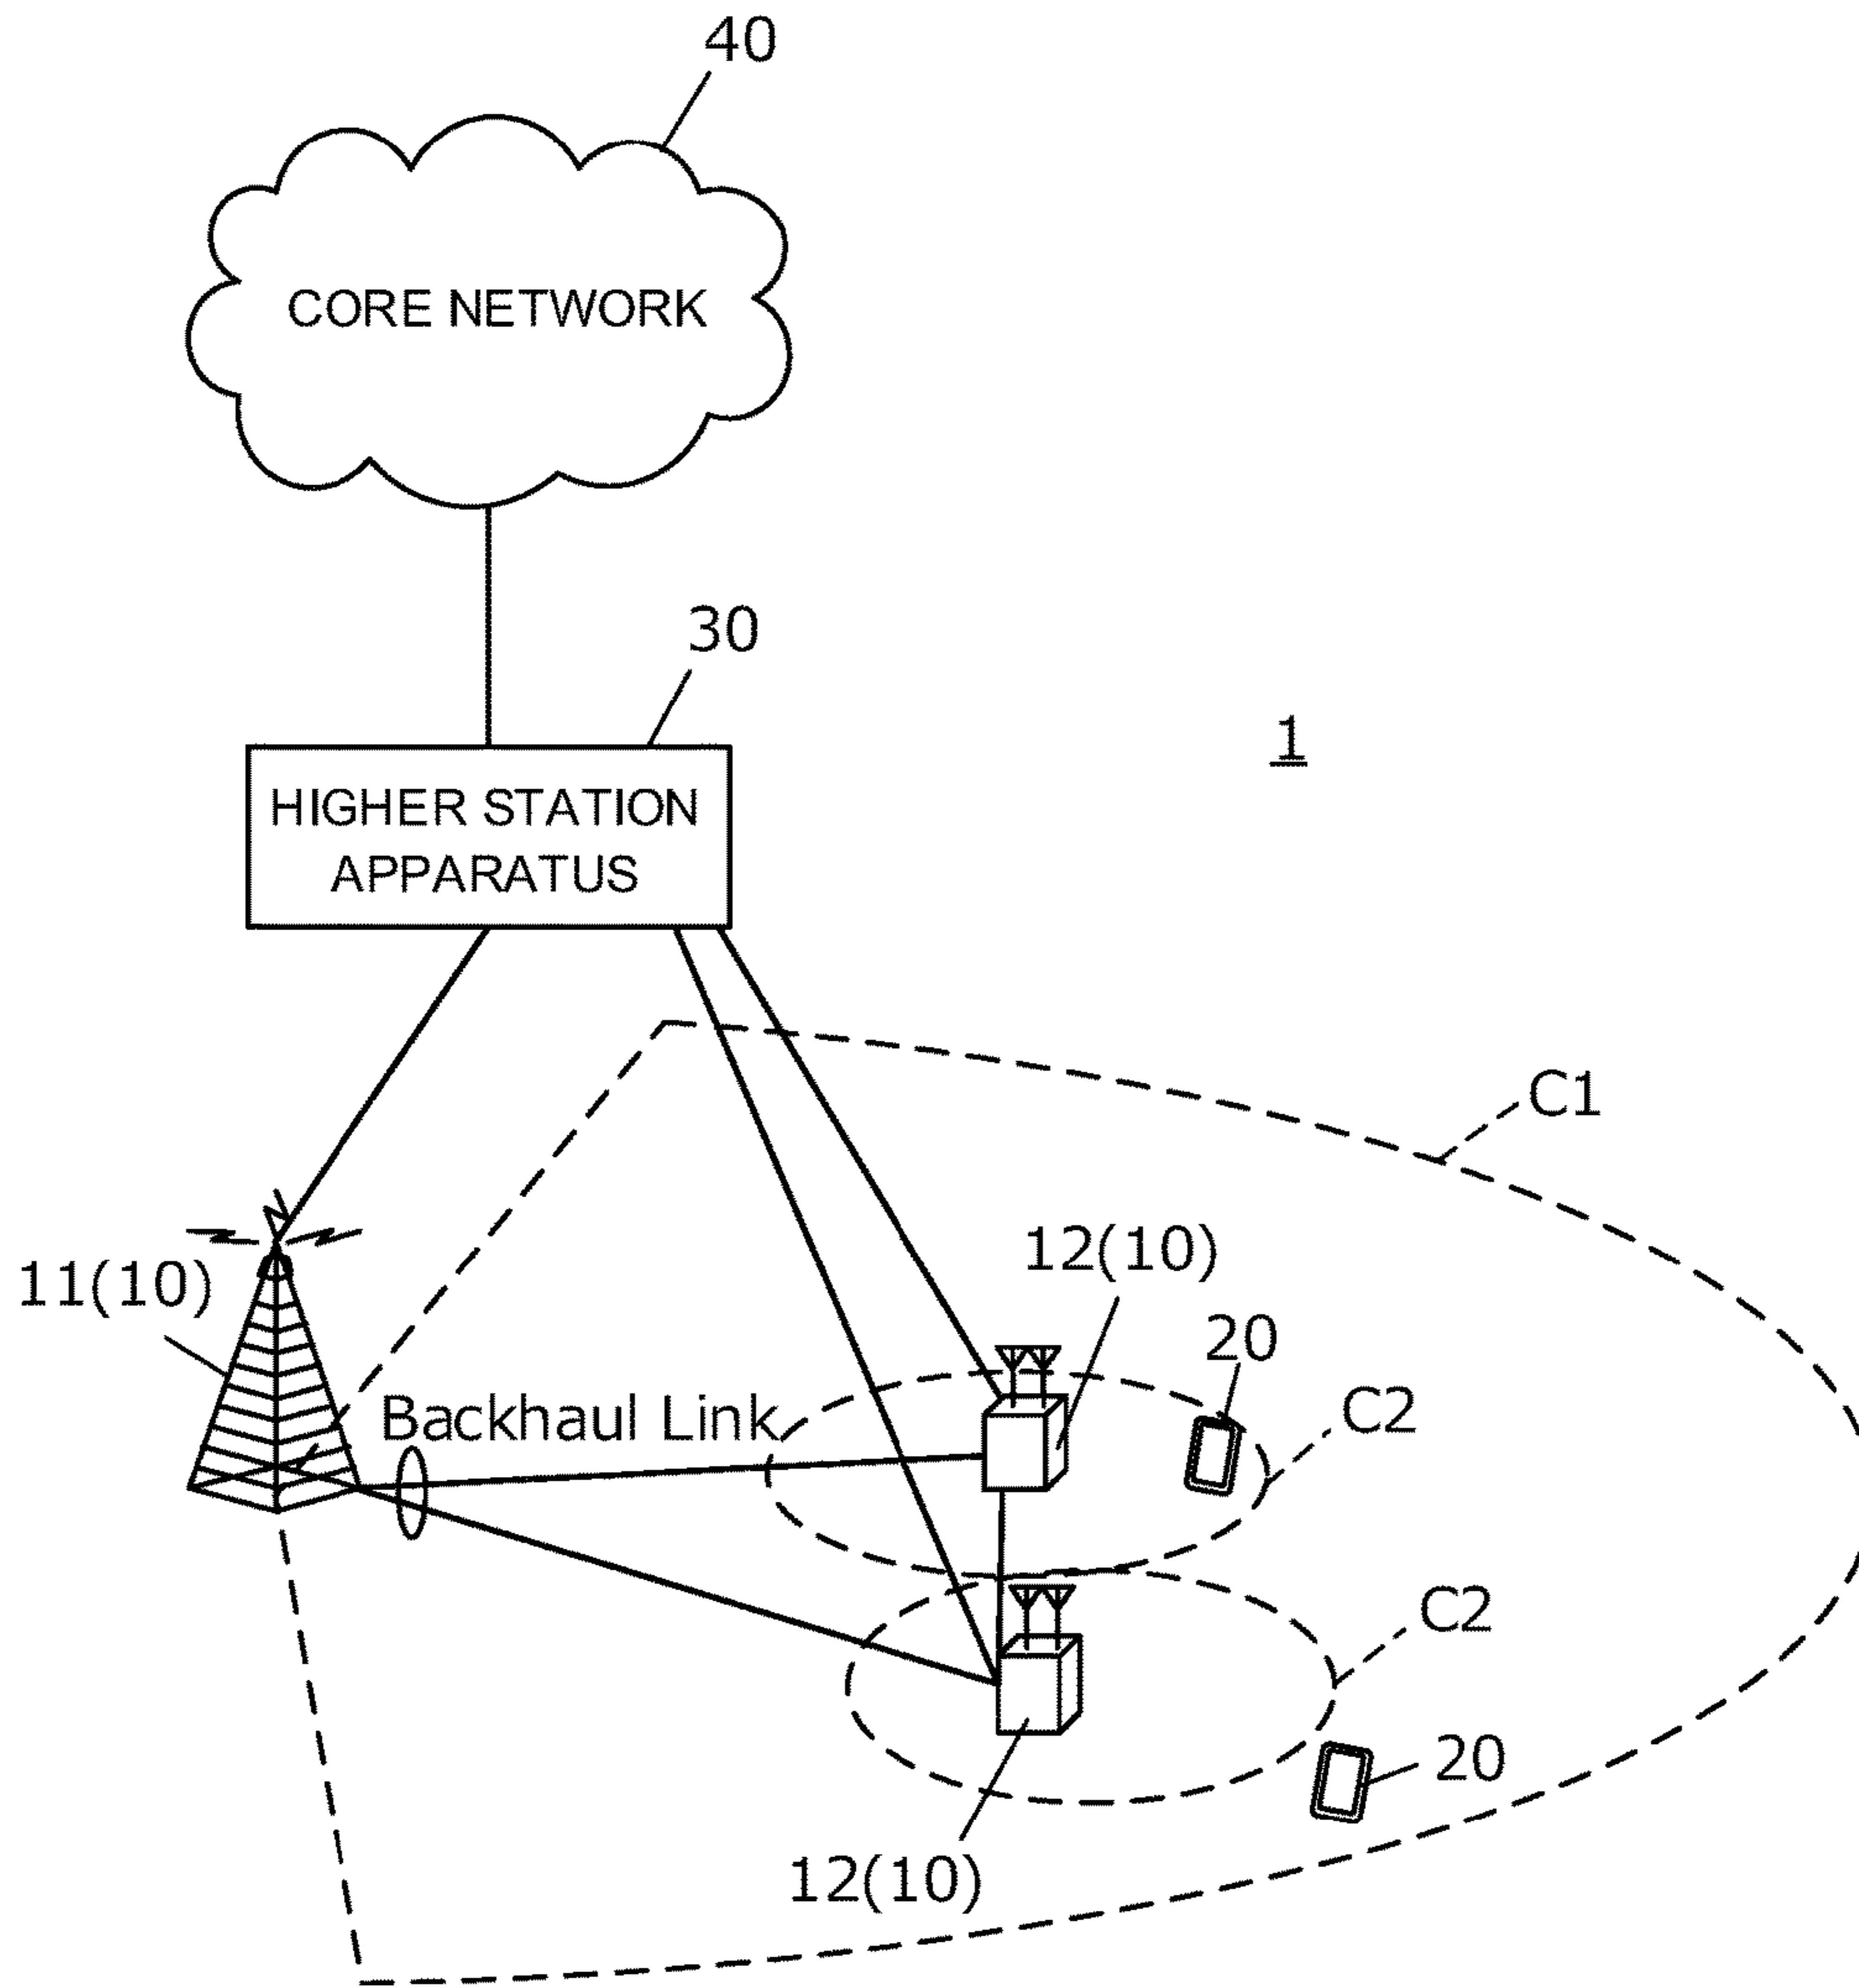 40
CORE NETWORK
30
1
HIGHER STATION
APPARATUS
C1
12(10)
11(10)
20
Backhaul Link
C2
C2
20
12(10)